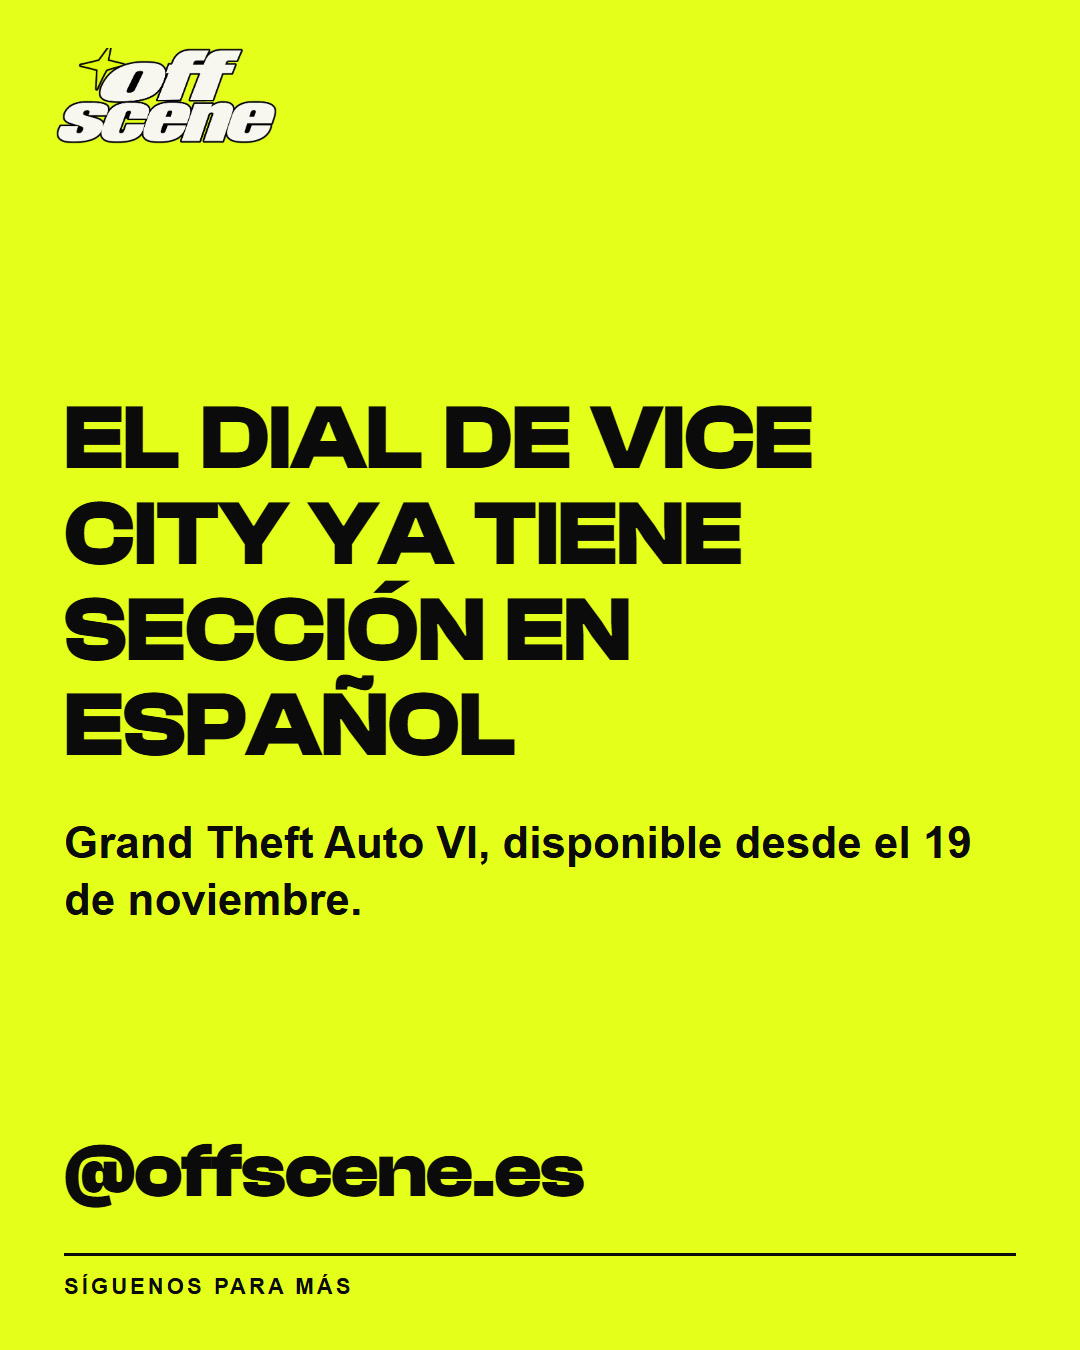 off
scene
EL DIAL DE VICE
CITY YA TIENE
SECCIÓN EN
ESPAÑOL
Grand Theft Auto VI, disponible desde el 19
de noviembre.
@offscene.es
SÍGUENOS PARA MÁS